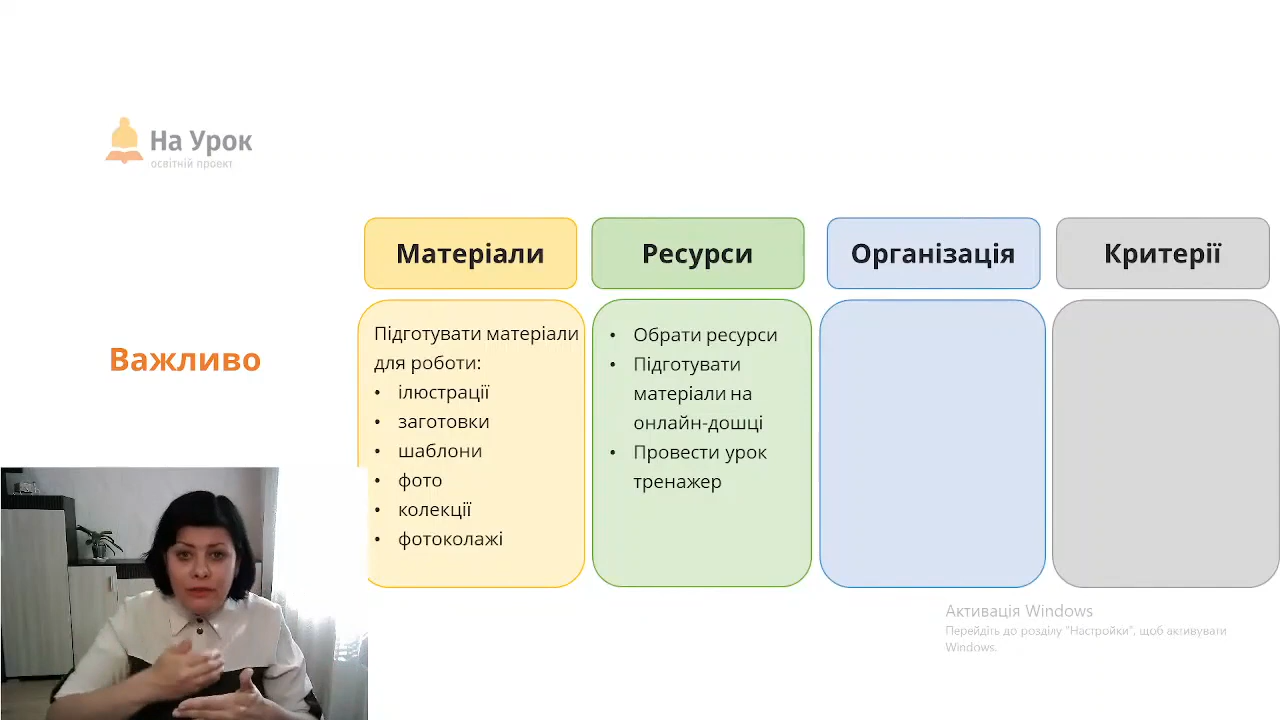 На Урок
освітній проект
Важливо
Матеріали
Підготувати матеріали
для роботи:
• ілюстрації
• заготовки
• шаблони
• фото
• колекції
• фотоколажі
Ресурси
• Обрати ресурси
• Підготувати
матеріали на
онлайн-дошці
• Провести урок
тренажер
Організація
Критерії
Активація Windows
Перейдіть до розділу "Настройки", щоб активувати
Windows.